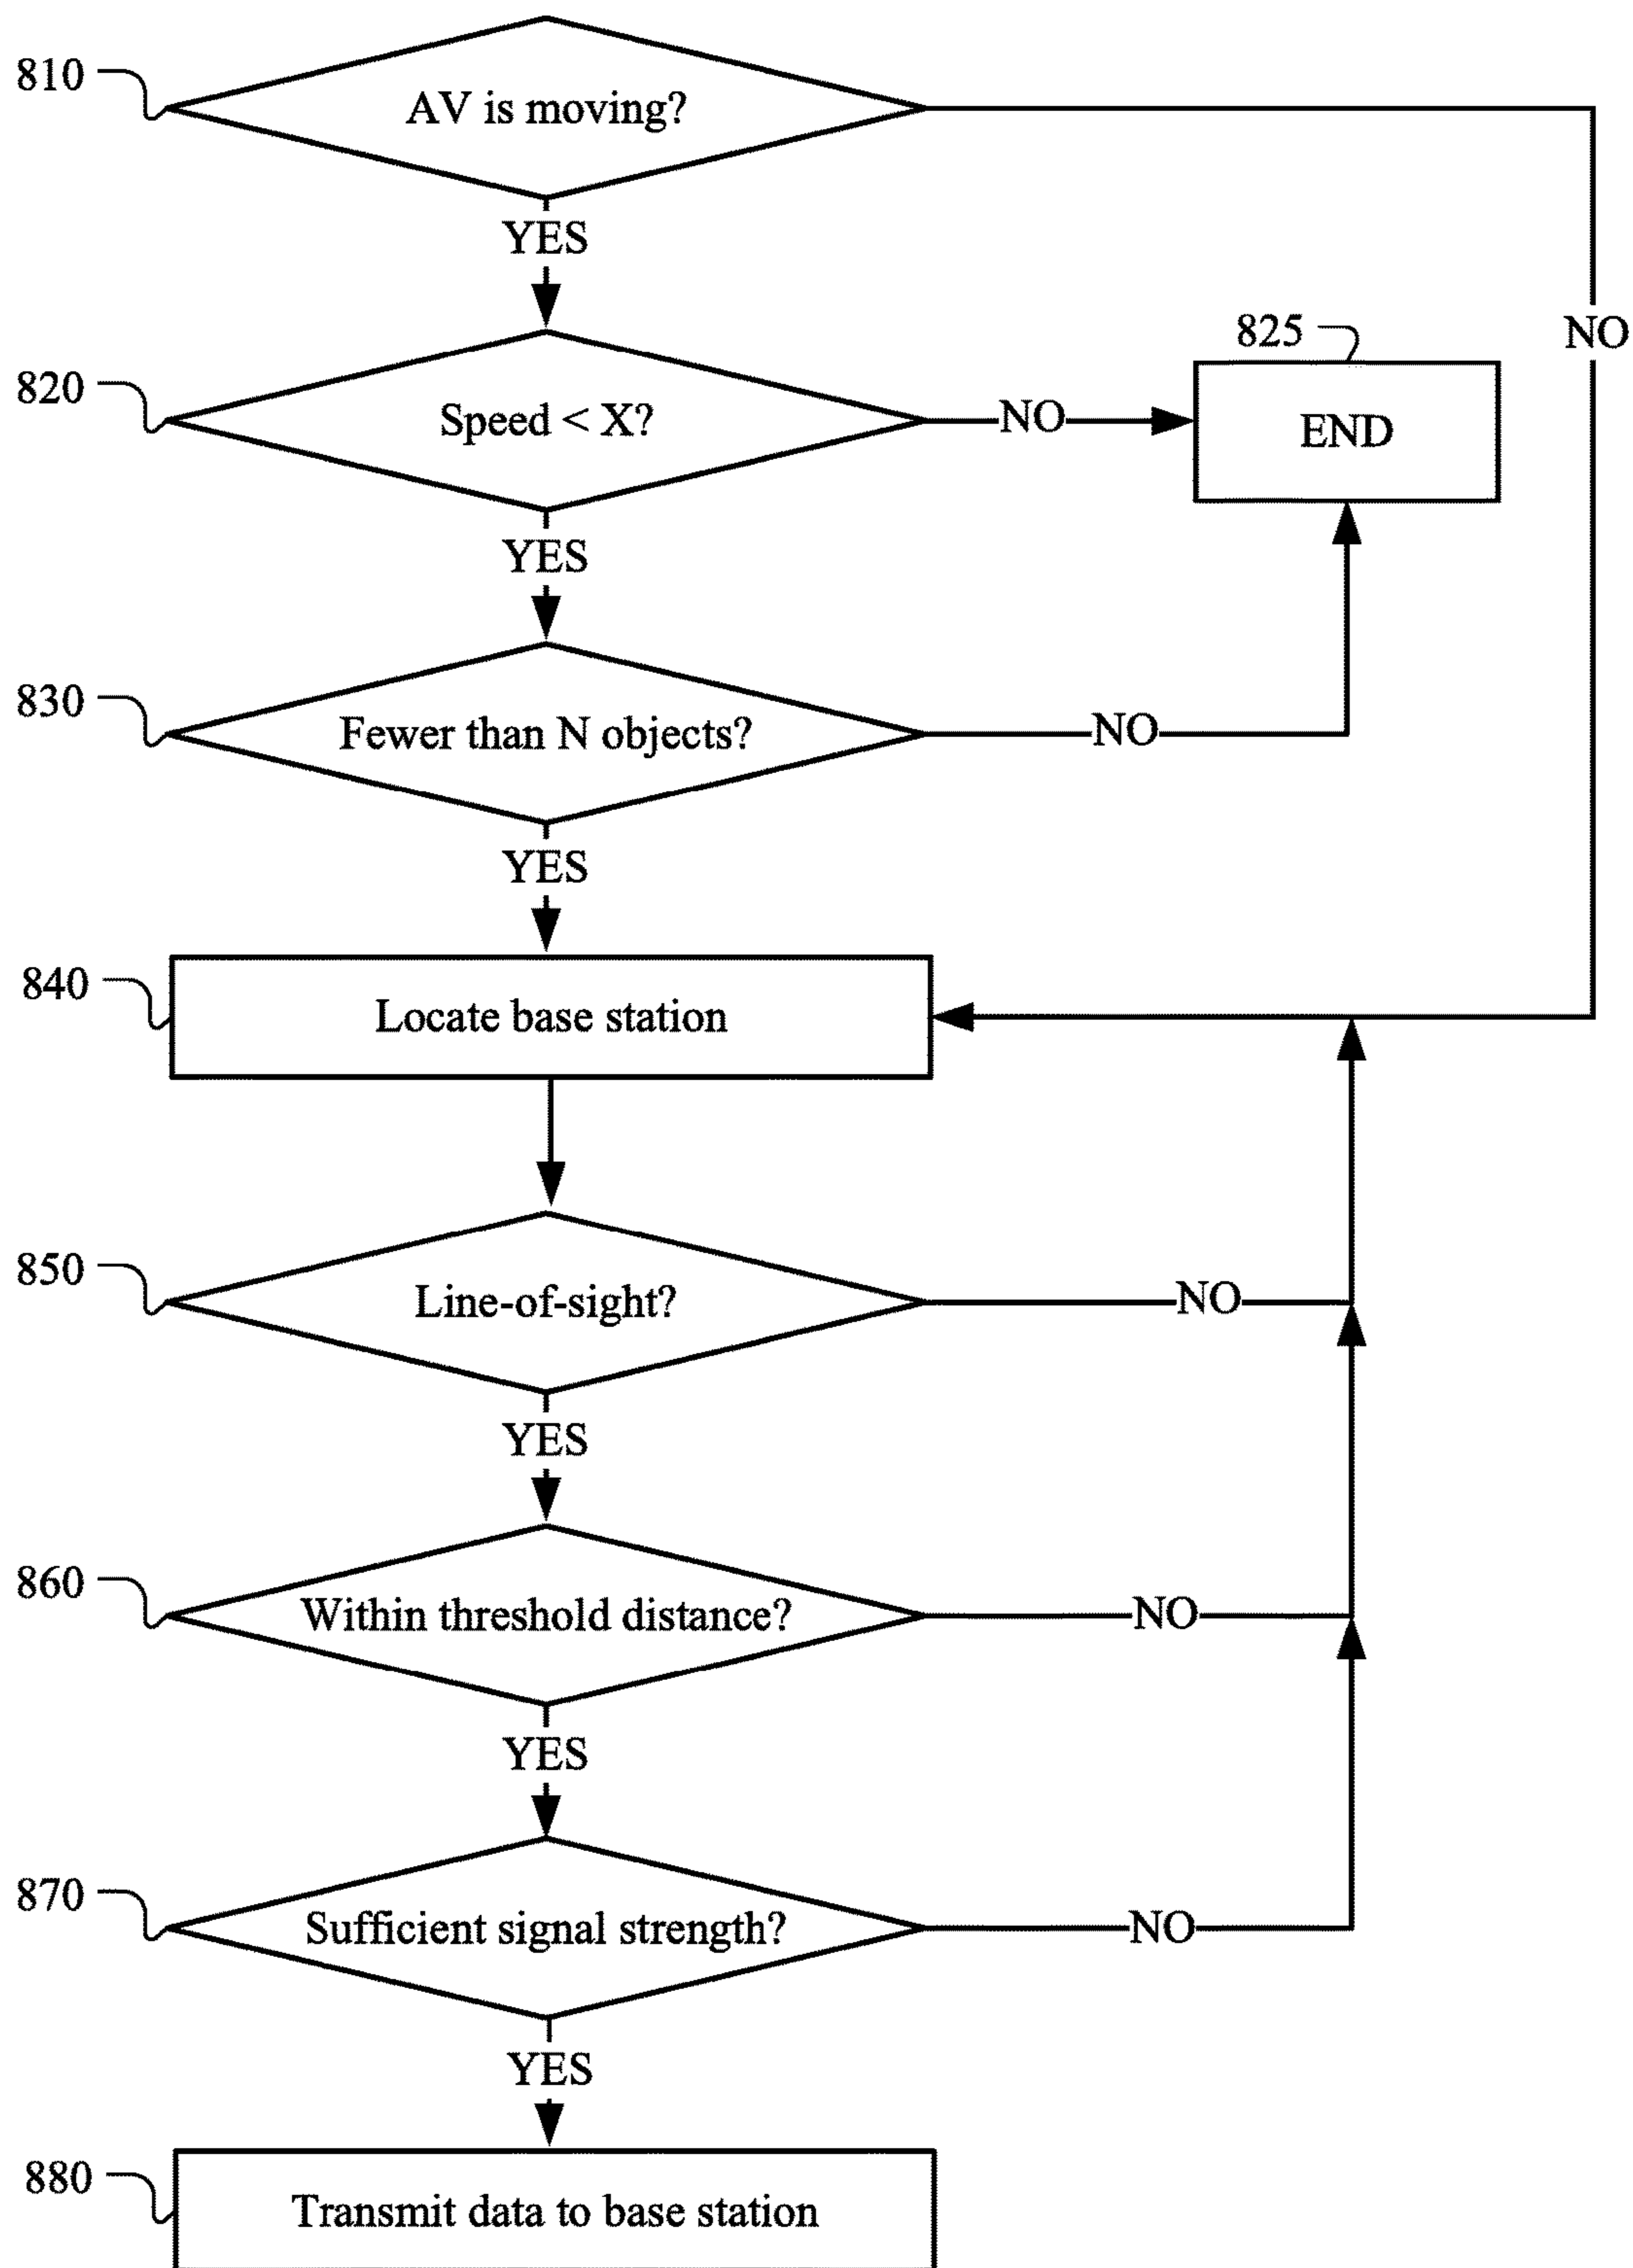 810
AV is moving?
YES
NO
820
Speed < X?
NO
825
END
YES
830
Fewer than N objects?
NO
YES
840
Locate base station
850
Line-of-sight?
NO
YES
860
Within threshold distance?
NO
YES
870
Sufficient signal strength?
NO
YES
880
Transmit data to base station